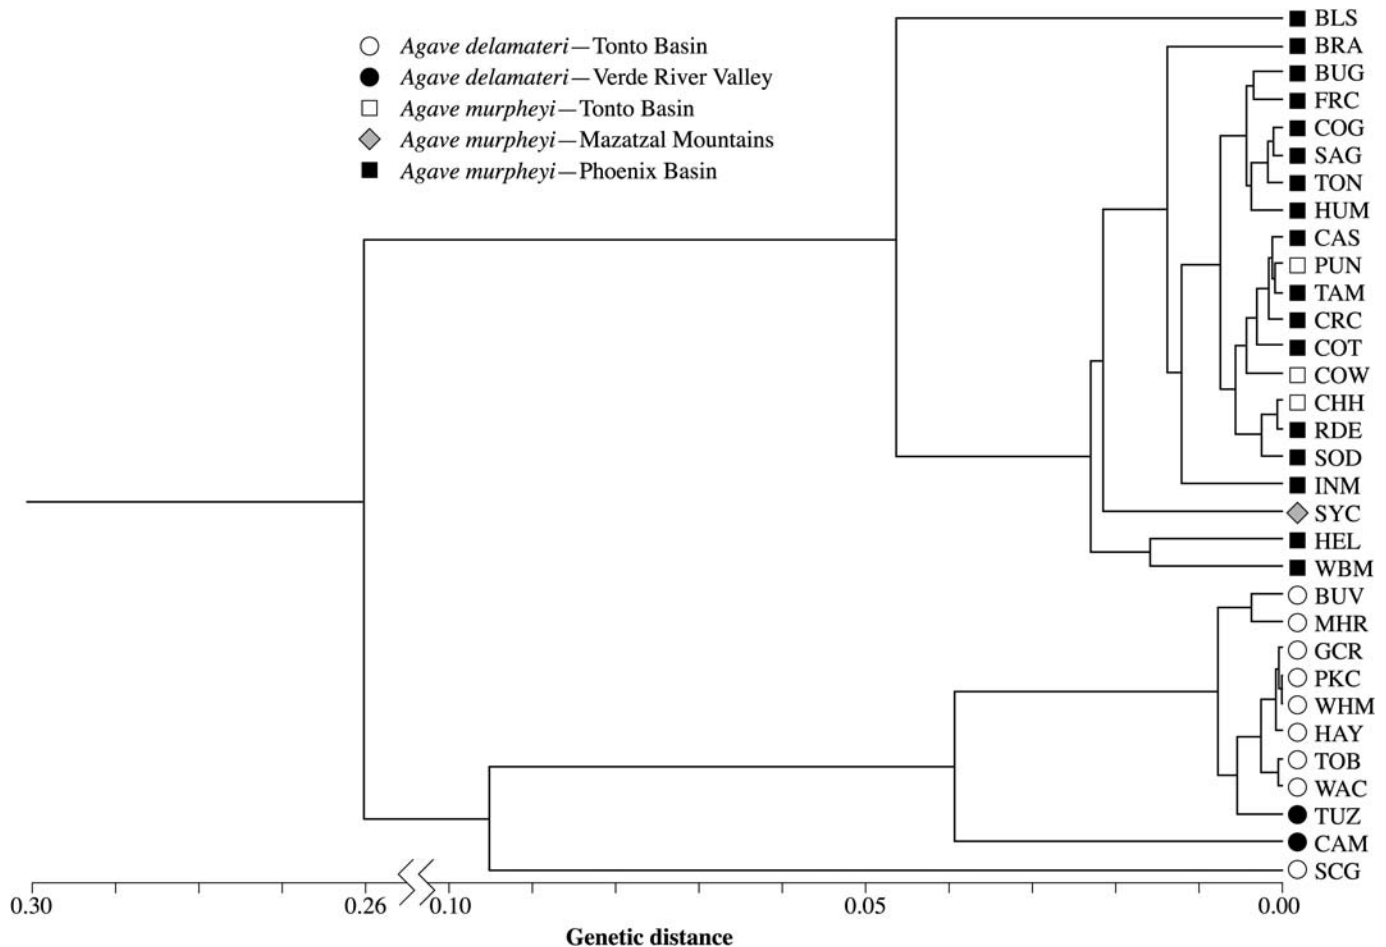 Agave delamateri—Tonto Basin
Agave delamateri—Verde River Valley
Agave murpheyi—Tonto Basin
Agave murpheyi—Mazatzal Mountains
Agave murpheyi—Phoenix Basin
BLS
BRA
BUG
FRC
COG
SAG
TON
HUM
CAS
PUN
TAM
CRC
COT
COW
CHH
RDE
SOD
INM
SYC
HEL
WBM
BUV
MHR
GCR
PKC
WHM
HAY
TOB
WAC
TUZ
CAM
SCG
0.30 0.26 0.10 0.05 0.00
Genetic distance